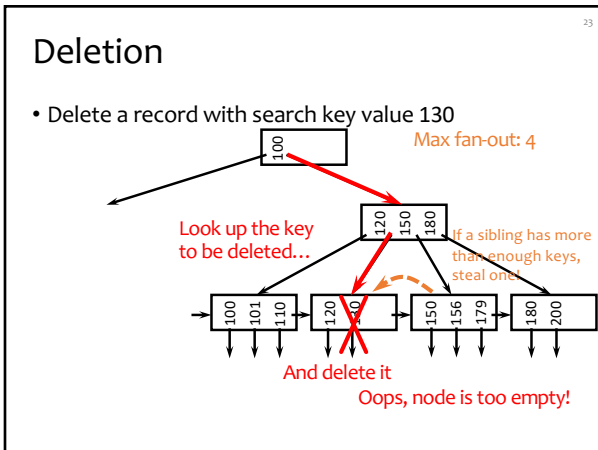 23
Deletion
• Delete a record with search key value 130
Max fan-out: 4
100
Look up the key
to be deleted…
120 150 180
If a sibling has more
than enough keys,
steal one!
100 101 110 120 130 150 156 179 180 200
And delete it
Oops, node is too empty!